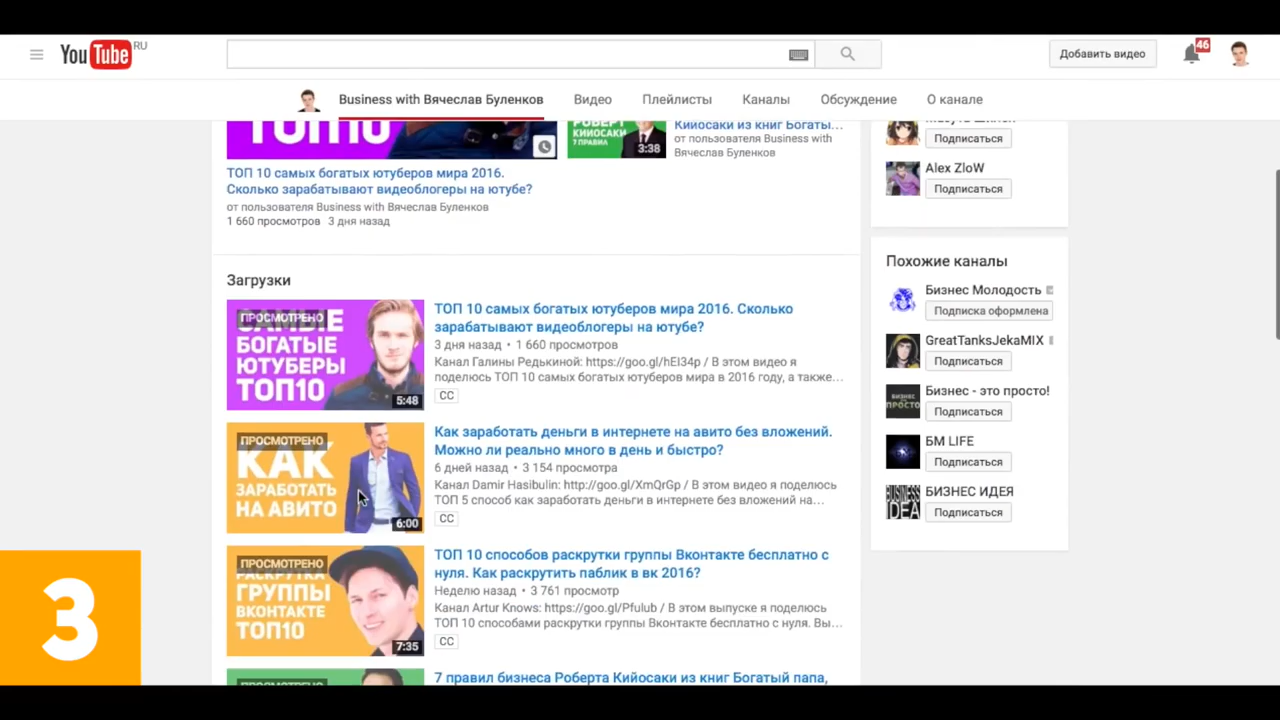 YouTube RU
Добавить видео
46
Business with Вячеслав Буленков
Видео
Плейлисты
Каналы
Обсуждение
О канале
ТОП10
РОБЕРТ
КИЙОСАКИ
7 ПРАВИЛ
3:38
Кийосаки из книг Богаты...
от пользователя Business with
Вячеслав Буленков
ТОП 10 самых богатых ютуберов мира 2016.
Сколько зарабатывают видеоблогеры на ютубе?
от пользователя Business with Вячеслав Буленков
1 660 просмотров 3 дня назад
Загрузки
ПРОСМОТРЕНО
САМЫЕ
БОГАТЫЕ
ЮТУБЕРЫ
ТОП10
5:48
ТОП 10 самых богатых ютуберов мира 2016. Сколько
зарабатывают видеоблогеры на ютубе?
3 дня назад • 1 660 просмотров
Канал Галины Редькиной: https://goo.gl/hEI34p / В этом видео я
поделюсь ТОП 10 самых богатых ютуберов мира в 2016 году, а также...
CC
ПРОСМОТРЕНО
КАК
ЗАРАБОТАТЬ
НА АВИТО
6:00
Как заработать деньги в интернете на авито без вложений.
Можно ли реально много в день и быстро?
6 дней назад • 3 154 просмотра
Канал Damir Hasibulin: http://goo.gl/XmQrGp / В этом видео я поделюсь
ТОП 5 способ как заработать деньги в интернете без вложений на...
CC
ПРОСМОТРЕНО
РАСКРУТКА
ГРУППЫ
ВКОНТАКТЕ
ТОП10
7:35
ТОП 10 способов раскрутки группы Вконтакте бесплатно с
нуля. Как раскрутить паблик в вк 2016?
Неделю назад • 3 761 просмотр
Канал Artur Knows: https://goo.gl/Pfulub / В этом выпуске я поделюсь
ТОП 10 способами раскрутки группы Вконтакте бесплатно с нуля. Вы...
CC
ПРОСМОТРЕНО
7 правил бизнеса Роберта Кийосаки из книг Богатый папа,
Подписаться
Alex ZloW
Подписаться
Похожие каналы
Бизнес Молодость
Подписка оформлена
GreatTanksJekaMIX
Подписаться
БИЗНЕС
ПРОСТО
Бизнес - это просто!
Подписаться
БМ LIFE
Подписаться
BUSINESS
IDEA
БИЗНЕС ИДЕЯ
Подписаться
3